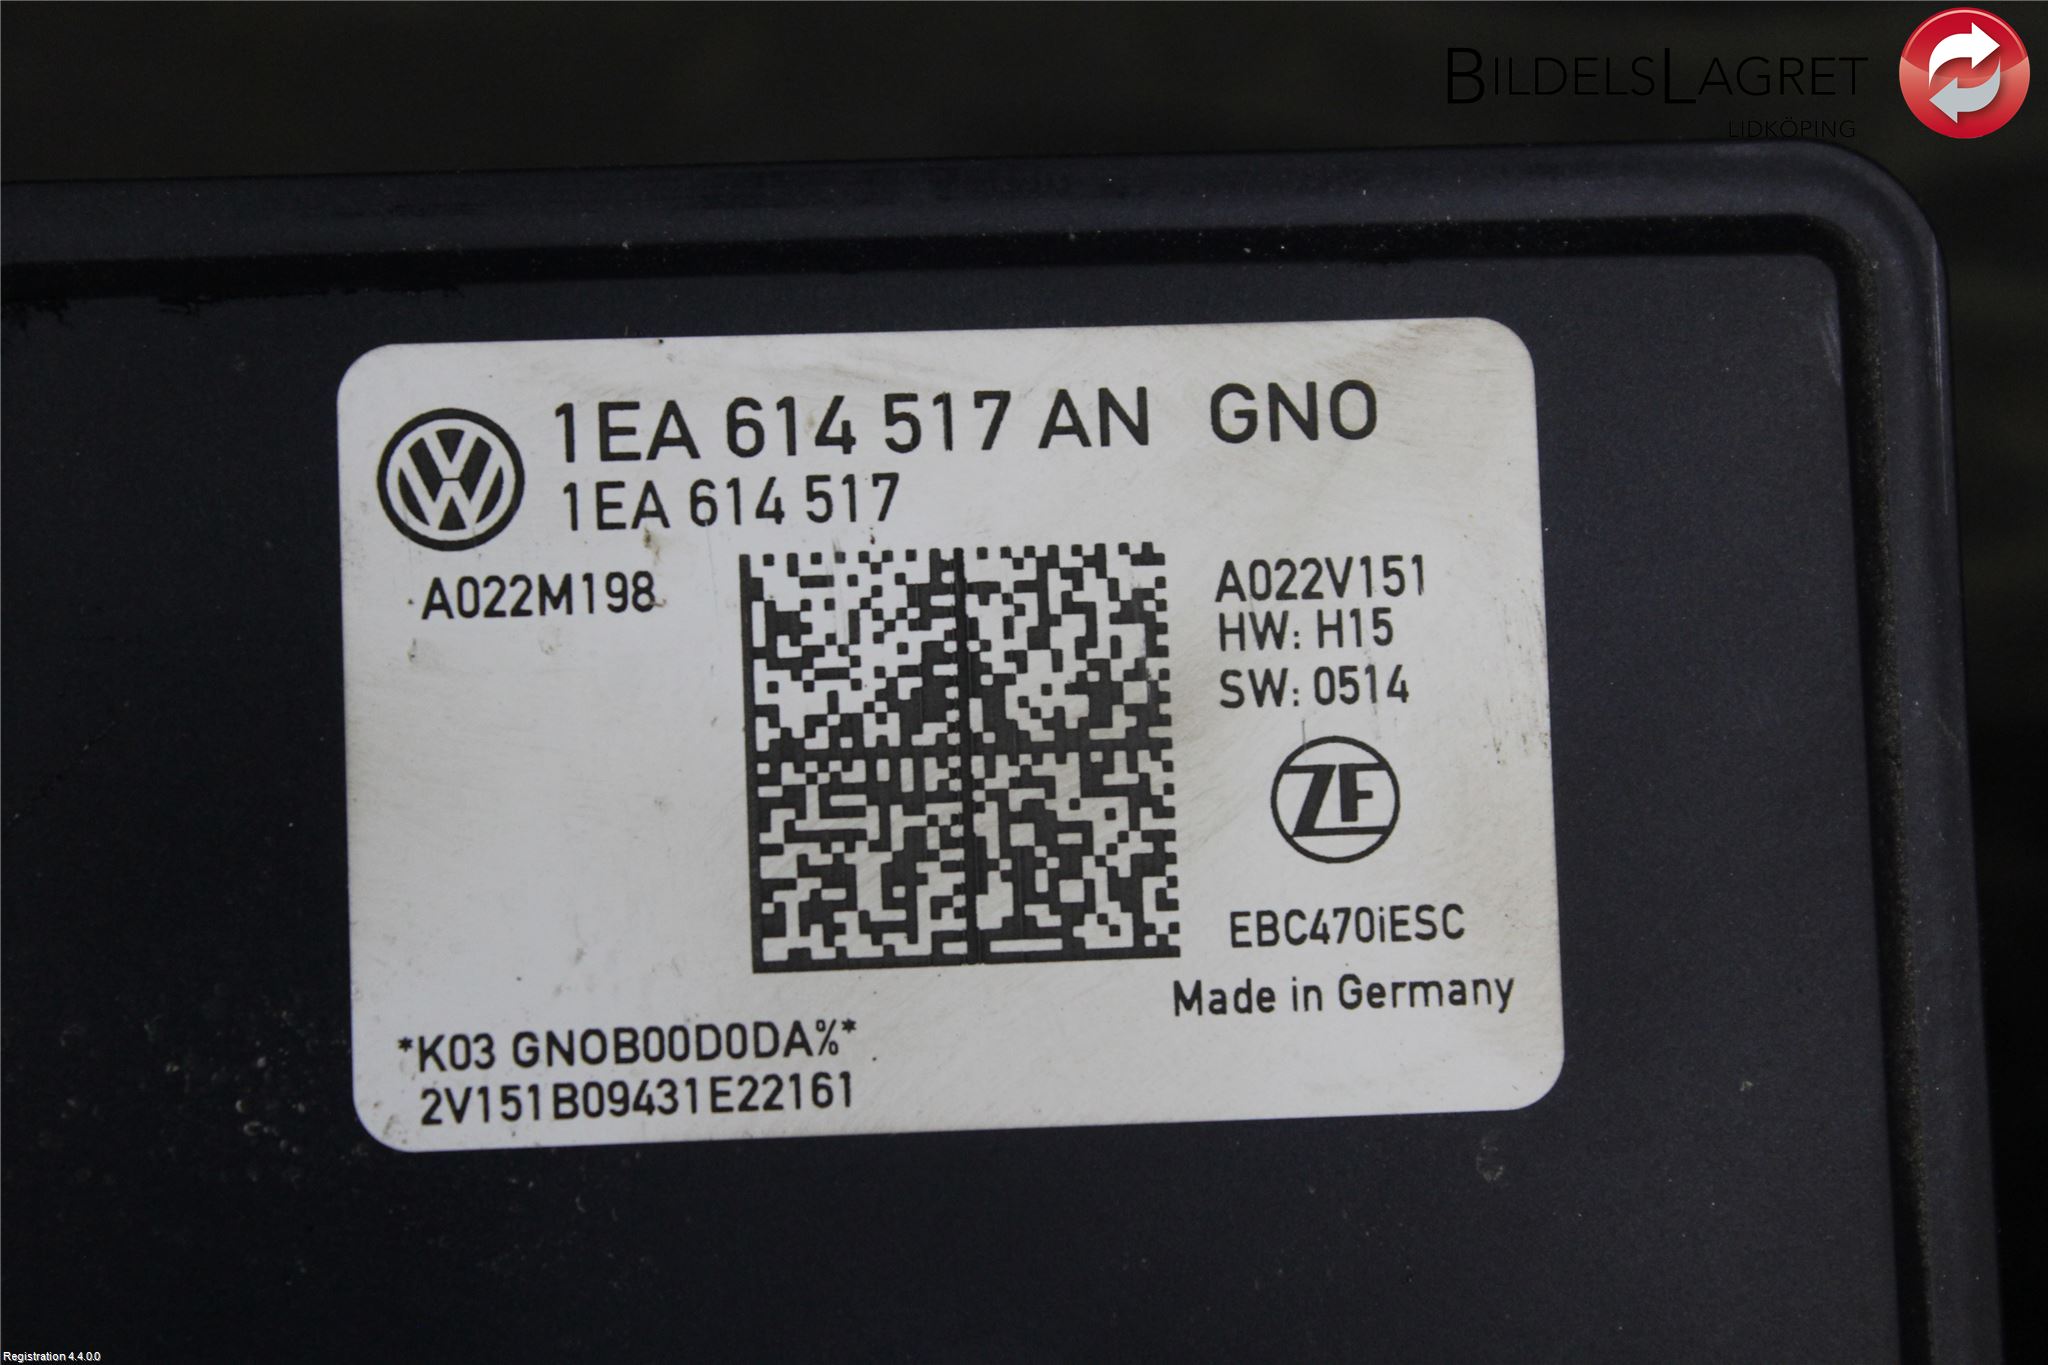 BILDELSLAGRET
LIDKÖPING
1EA 614 517 AN GNO
1EA 614 517
A022M198
A022V151
HW: H15
SW: 0514
ZF
EBC470iESC
Made in Germany
*K03 GNOB00D0DA%*
2V151B09431E22161
Registration 4.4.0.0